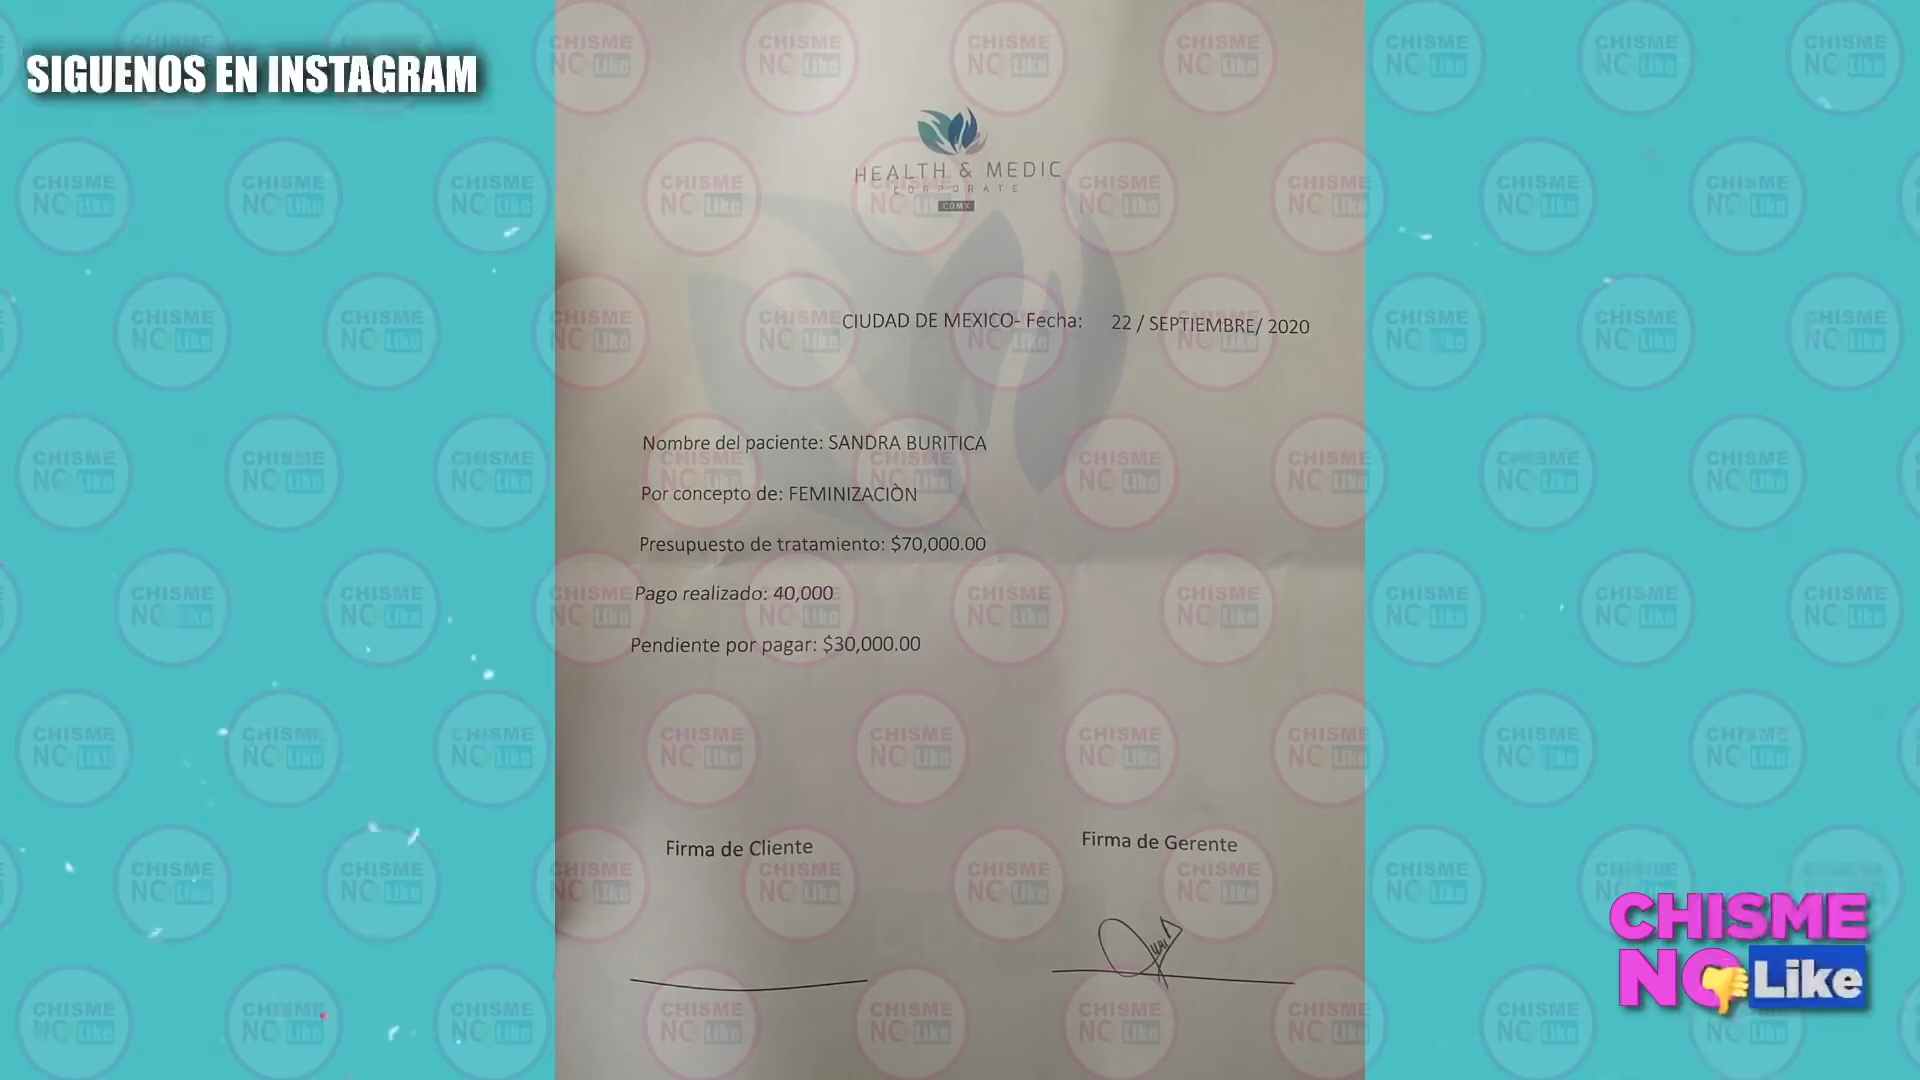 SIGUENOS EN INSTAGRAM
HEALTH & MEDIC
CORPORATE
CDMX
CIUDAD DE MEXICO- Fecha: 22 / SEPTIEMBRE/ 2020
Nombre del paciente: SANDRA BURITICA
Por concepto de: FEMINIZACIÒN
Presupuesto de tratamiento: $70,000.00
Pago realizado: 40,000
Pendiente por pagar: $30,000.00
Firma de Cliente
Firma de Gerente
CHISME
NO Like